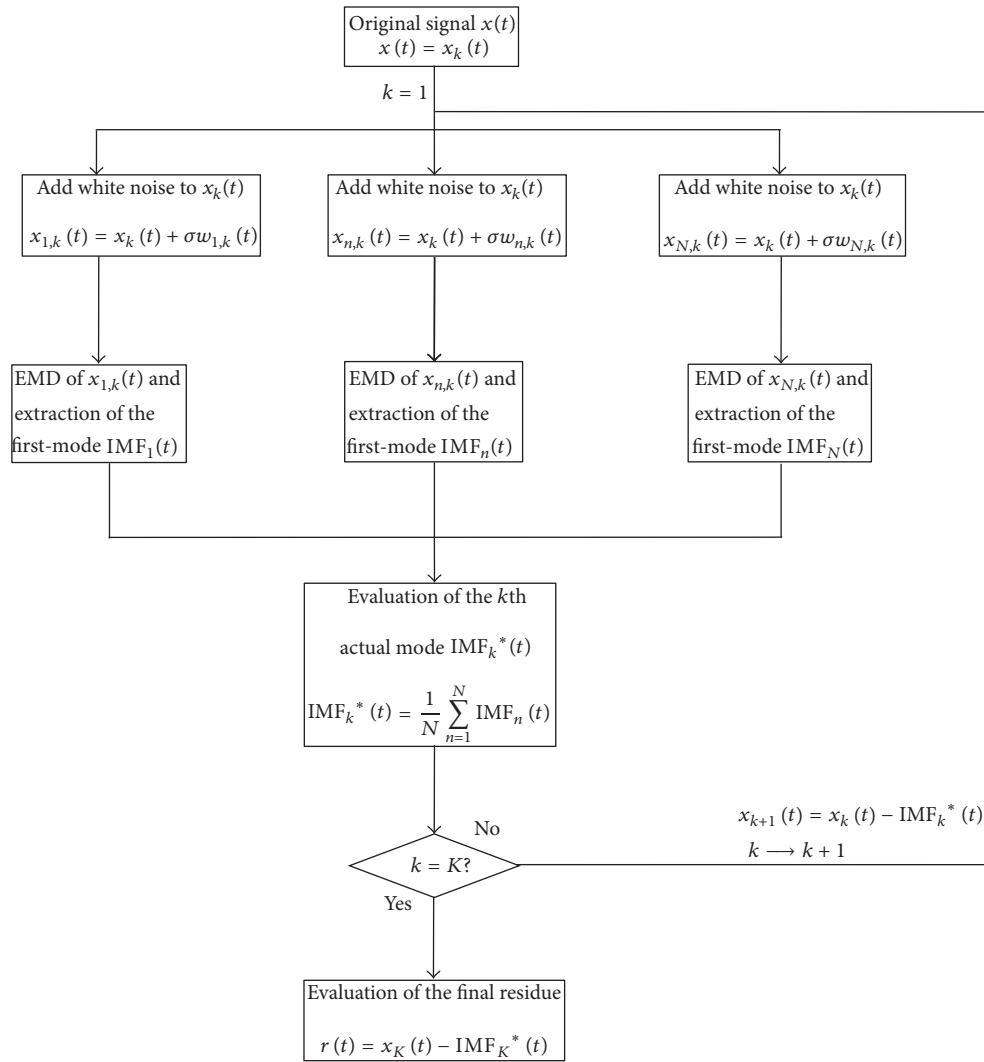 Original signal x(t)
x(t) = x_k(t)
k = 1
Add white noise to x_k(t)
x_{1,k}(t) = x_k(t) + σw_{1,k}(t)
Add white noise to x_k(t)
x_{n,k}(t) = x_k(t) + σw_{n,k}(t)
Add white noise to x_k(t)
x_{N,k}(t) = x_k(t) + σw_{N,k}(t)
EMD of x_{1,k}(t) and
extraction of the
first-mode IMF_1(t)
EMD of x_{n,k}(t) and
extraction of the
first-mode IMF_n(t)
EMD of x_{N,k}(t) and
extraction of the
first-mode IMF_N(t)
Evaluation of the kth
actual mode IMF_k*(t)
IMF_k*(t) = 1/N ∑_{n=1}^{N} IMF_n(t)
No
x_{k+1}(t) = x_k(t) − IMF_k*(t)
k ⟶ k + 1
k = K?
Yes
Evaluation of the final residue
r(t) = x_K(t) − IMF_K*(t)